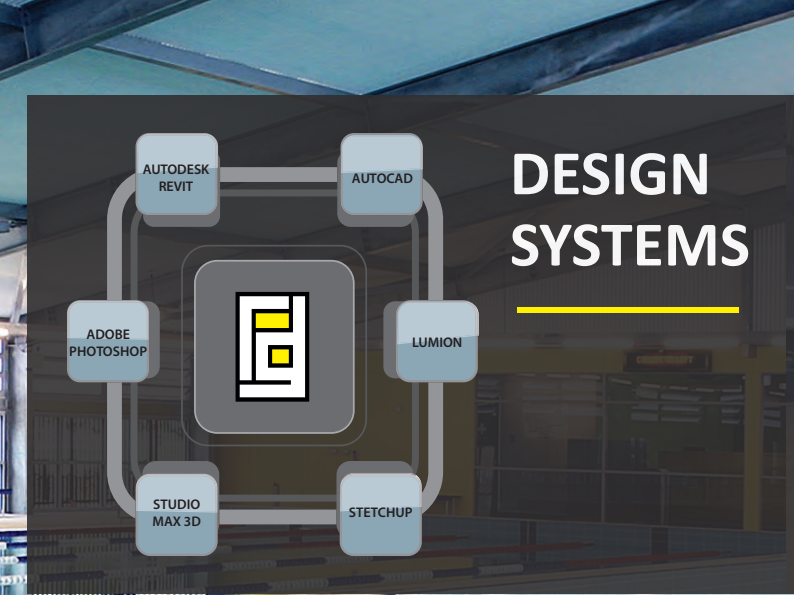 DESIGN
SYSTEMS
AUTODESK
REVIT
AUTOCAD
ADOBE
PHOTOSHOP
LUMION
STUDIO
MAX 3D
STETCHUP